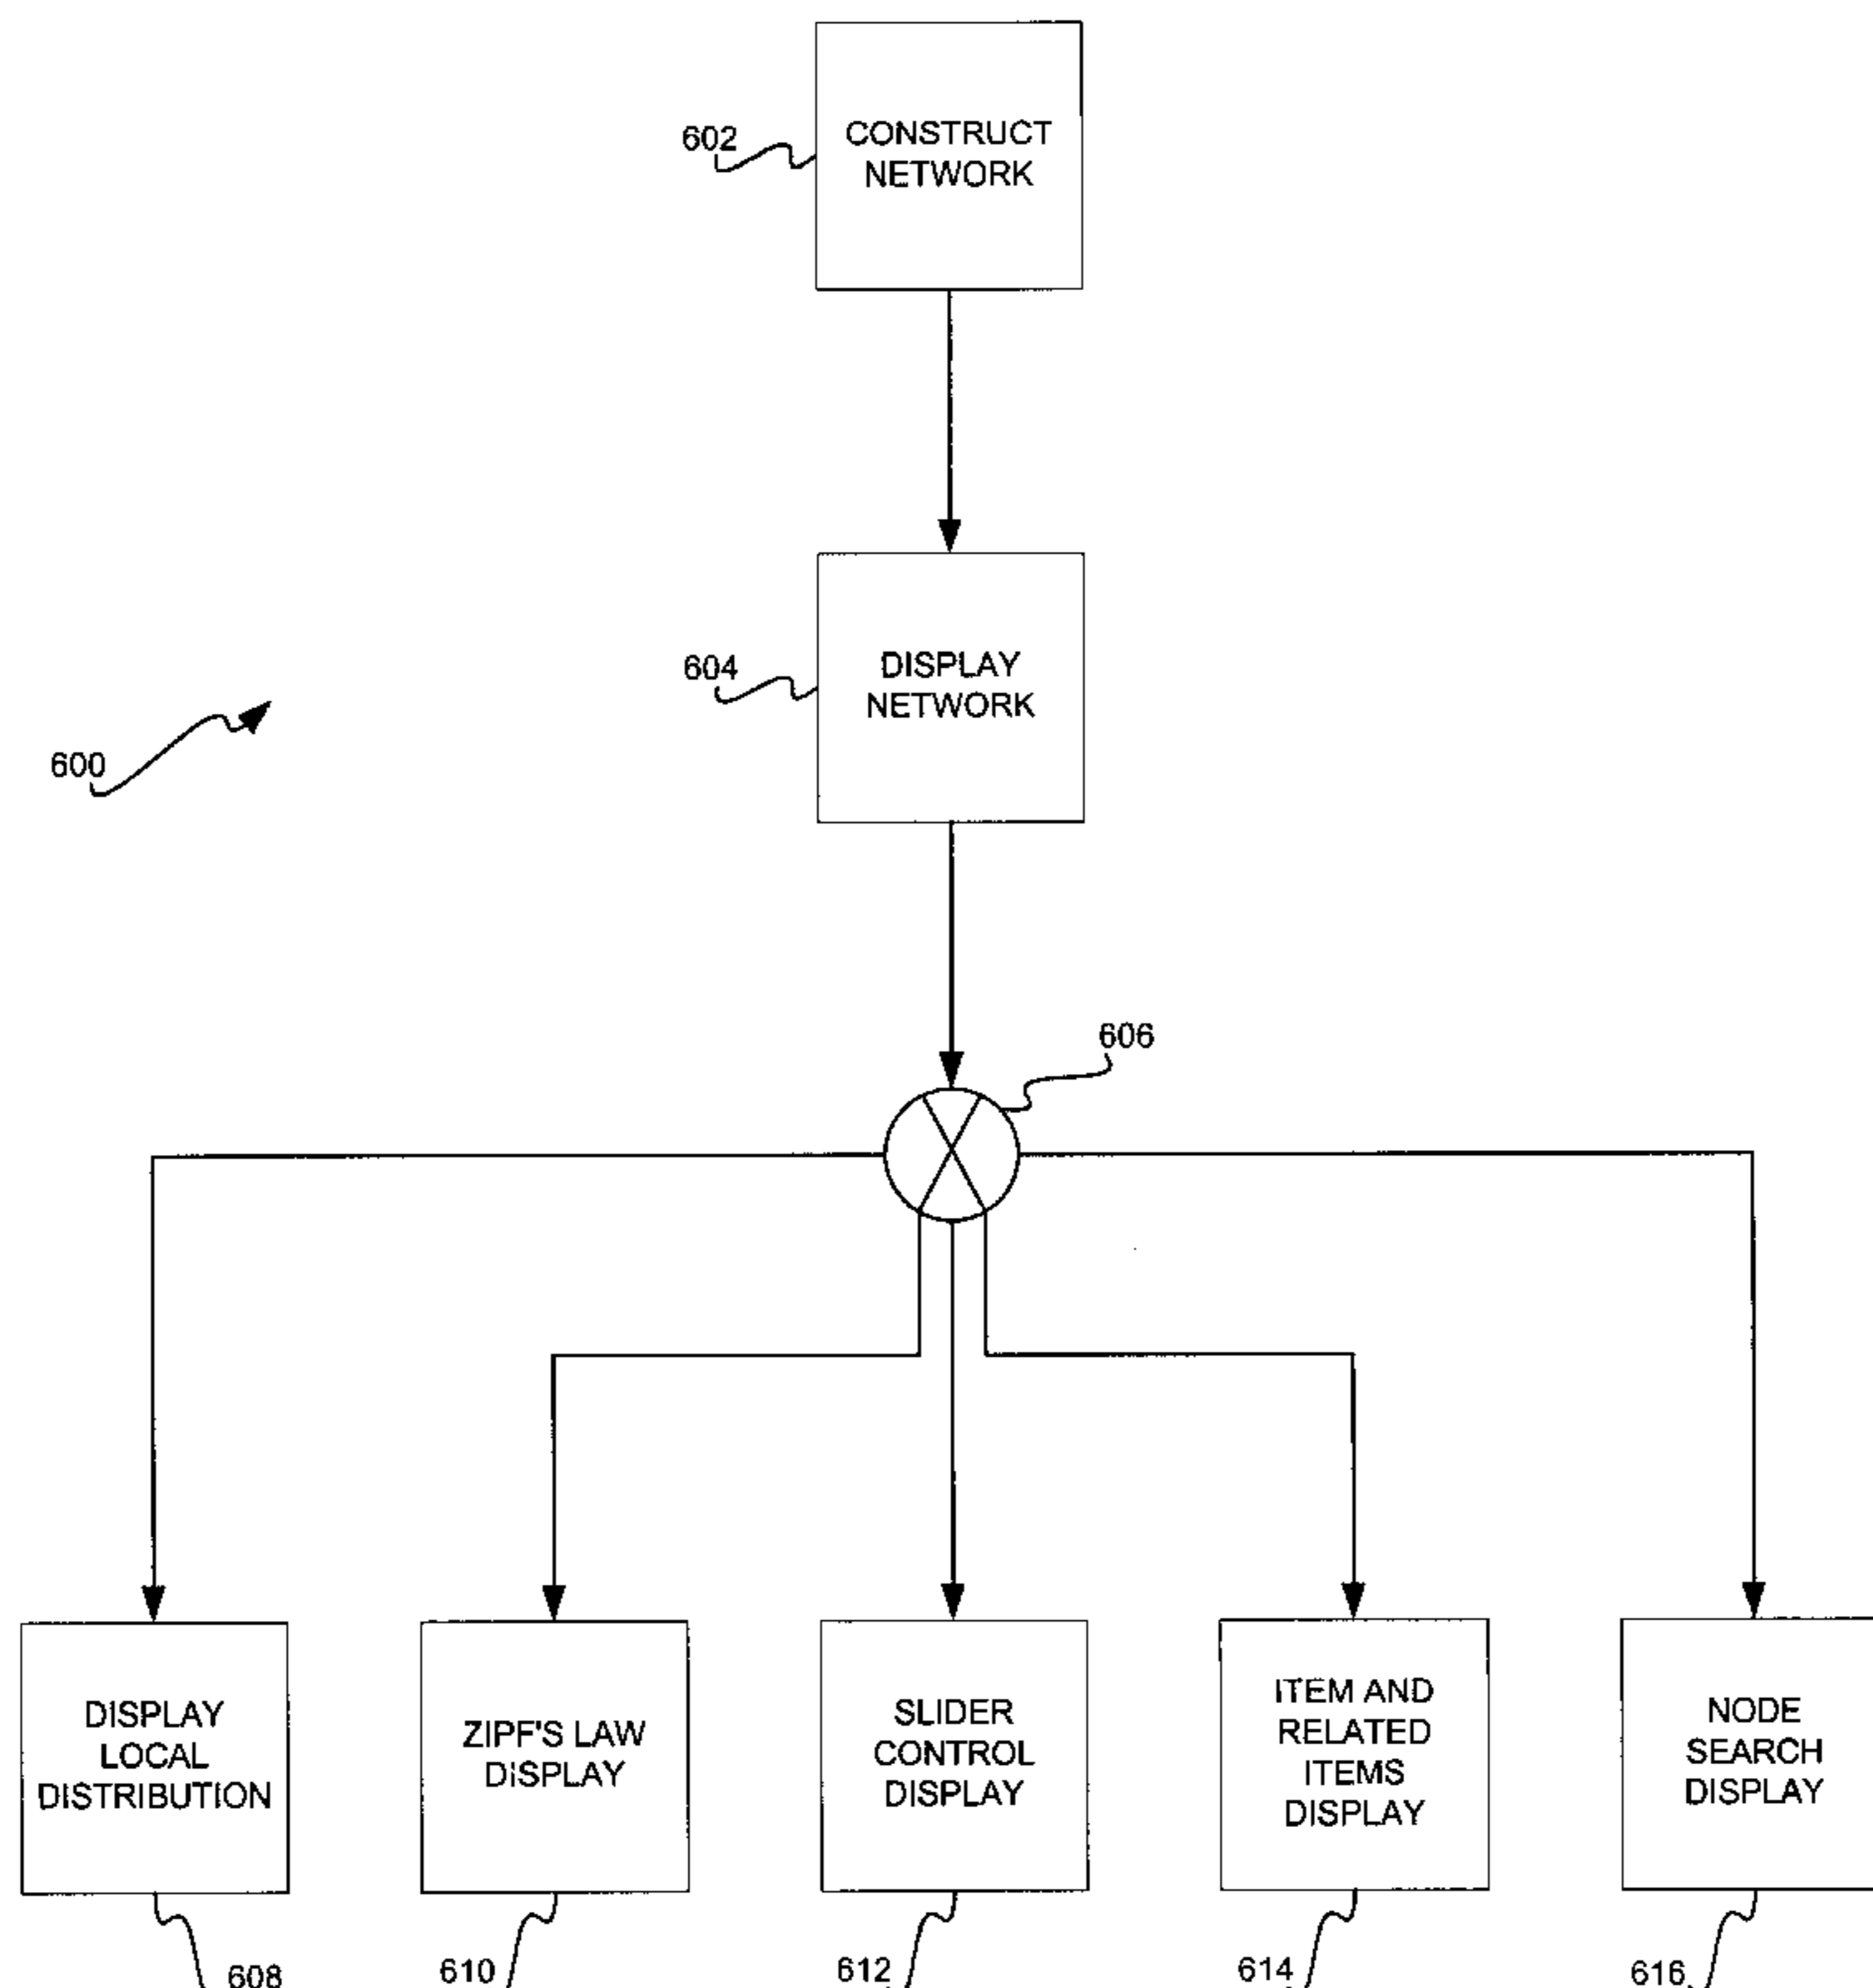 602
CONSTRUCT
NETWORK
604
DISPLAY
NETWORK
600
606
DISPLAY
LOCAL
DISTRIBUTION
ZIPF'S LAW
DISPLAY
SLIDER
CONTROL
DISPLAY
ITEM AND
RELATED
ITEMS
DISPLAY
NODE
SEARCH
DISPLAY
608
610
612
614
616